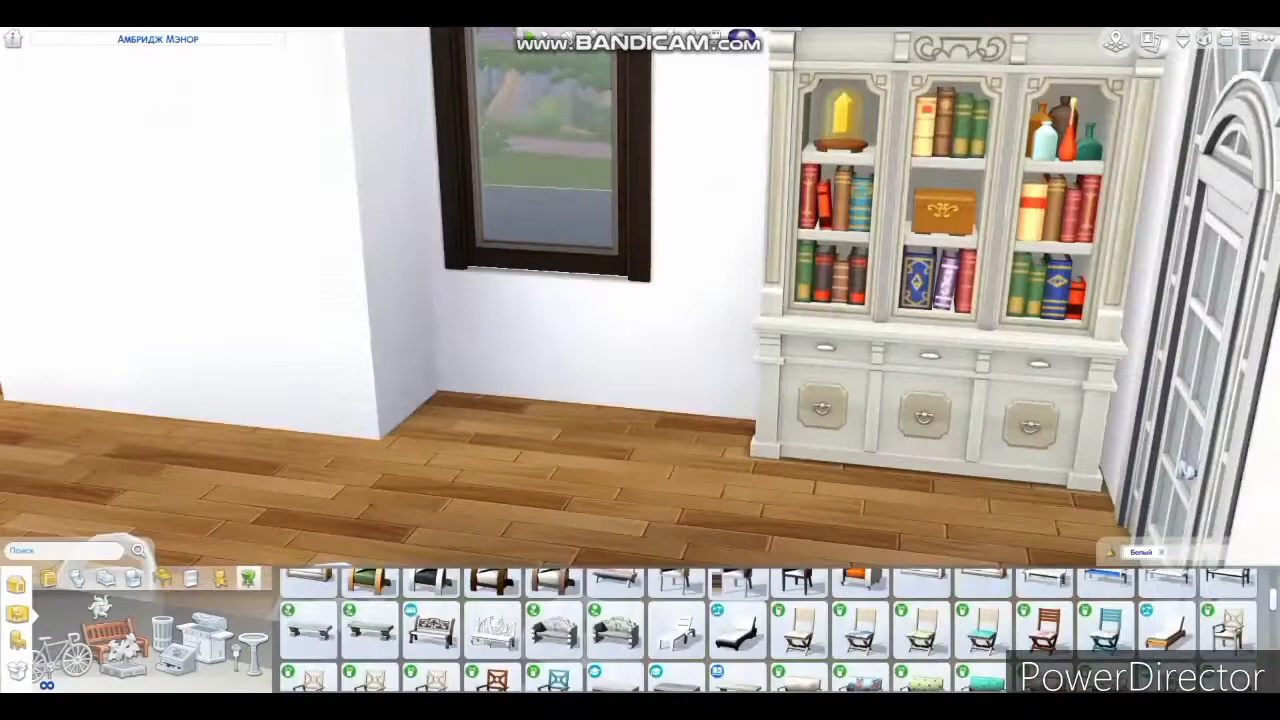 www.BANDICAM.com
Амбридж Мэнор
Поиск
Белый
PowerDirector